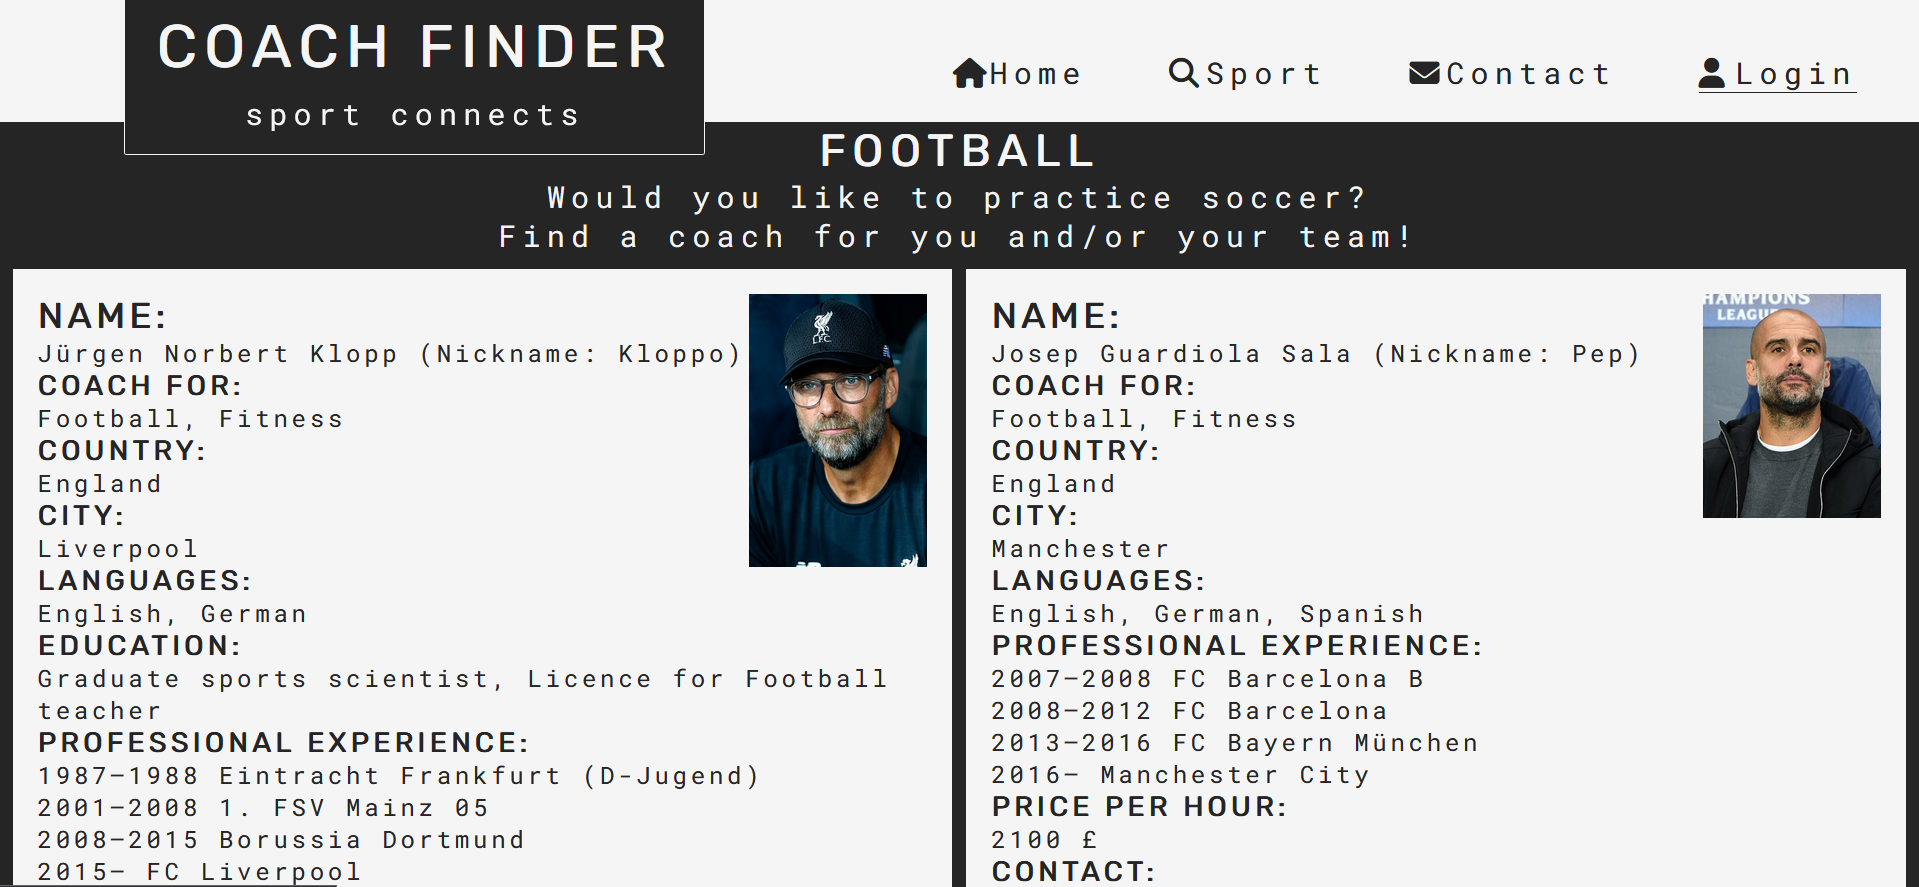 COACH FINDER
sport connects
Home
Sport
Contact
Login
FOOTBALL
Would you like to practice soccer?
Find a coach for you and/or your team!
NAME:
Jürgen Norbert Klopp (Nickname: Kloppo)
COACH FOR:
Football, Fitness
COUNTRY:
England
CITY:
Liverpool
LANGUAGES:
English, German
EDUCATION:
Graduate sports scientist, Licence for Football
teacher
PROFESSIONAL EXPERIENCE:
1987–1988 Eintracht Frankfurt (D-Jugend)
2001–2008 1. FSV Mainz 05
2008–2015 Borussia Dortmund
2015– FC Liverpool
L.F.C.
NAME:
Josep Guardiola Sala (Nickname: Pep)
COACH FOR:
Football, Fitness
COUNTRY:
England
CITY:
Manchester
LANGUAGES:
English, German, Spanish
PROFESSIONAL EXPERIENCE:
2007–2008 FC Barcelona B
2008–2012 FC Barcelona
2013–2016 FC Bayern München
2016– Manchester City
PRICE PER HOUR:
2100 £
CONTACT:
HAMPIONS
LEAGUE